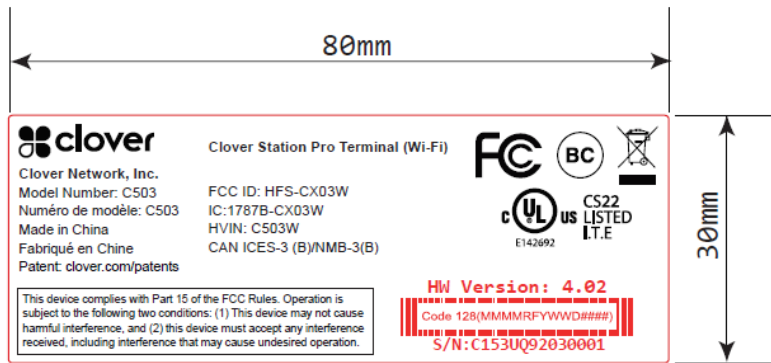 80mm
clover
Clover Station Pro Terminal (Wi-Fi)
FC
BC
Clover Network, Inc.
Model Number: C503
Numéro de modèle: C503
Made in China
Fabriqué en Chine
Patent: clover.com/patents
FCC ID: HFS-CX03W
IC:1787B-CX03W
HVIN: C503W
CAN ICES-3 (B)/NMB-3(B)
C UL US
CS22
LISTED
I.T.E
E142692
30mm
This device complies with Part 15 of the FCC Rules. Operation is
subject to the following two conditions: (1) This device may not cause
harmful interference, and (2) this device must accept any interference
received, including interference that may cause undesired operation.
HW Version: 4.02
Code 128(MMMMRFYWWD####)
S/N:C153UQ92030001